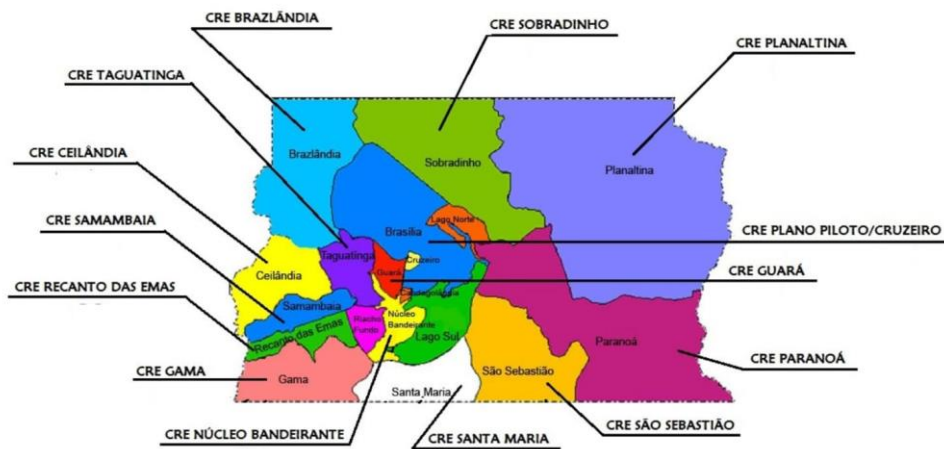 CRE BRAZLÂNDIA
CRE SOBRADINHO
CRE PLANALTINA
CRE TAGUATINGA
CRE CEILÂNDIA
CRE SAMAMBAIA
CRE RECANTO DAS EMAS
CRE GAMA
CRE NÚCLEO BANDEIRANTE
CRE SANTA MARIA
CRE SÃO SEBASTIÃO
CRE PARANOÁ
CRE GUARÁ
CRE PLANO PILOTO/CRUZEIRO
Brazlândia
Sobradinho
Planaltina
Lago Norte
Brasília
Cruzeiro
Taguatinga
Guará
Ceilândia
Samambaia
Recanto das Emas
Riacho
Fundo
Núcleo
Bandeirante
Lago Sul
Gama
Santa Maria
São Sebastião
Paranoá